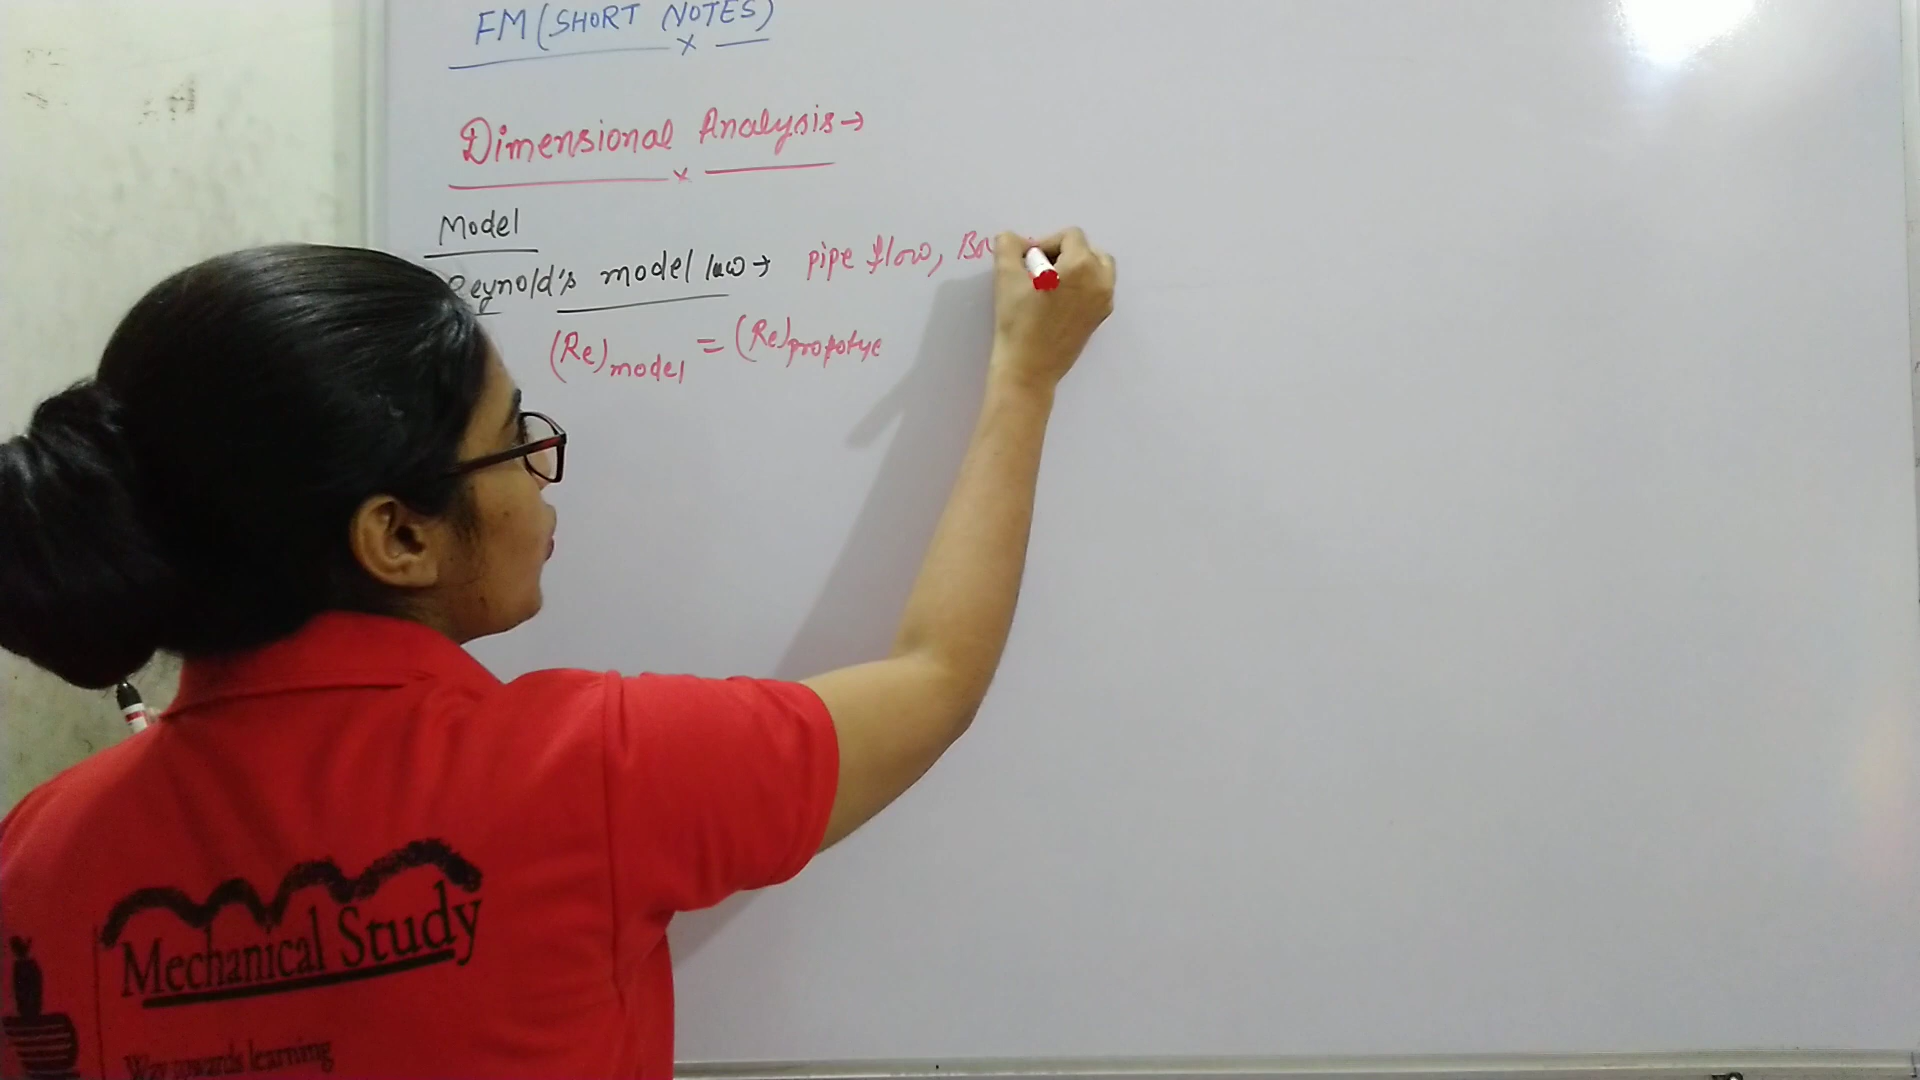 FM (SHORT NOTES)
Dimensional Analysis→
Model
Reynold's model law→ pipe flow,
(Re)model = (Re)prototye
Mechanical Study
Way towards learning